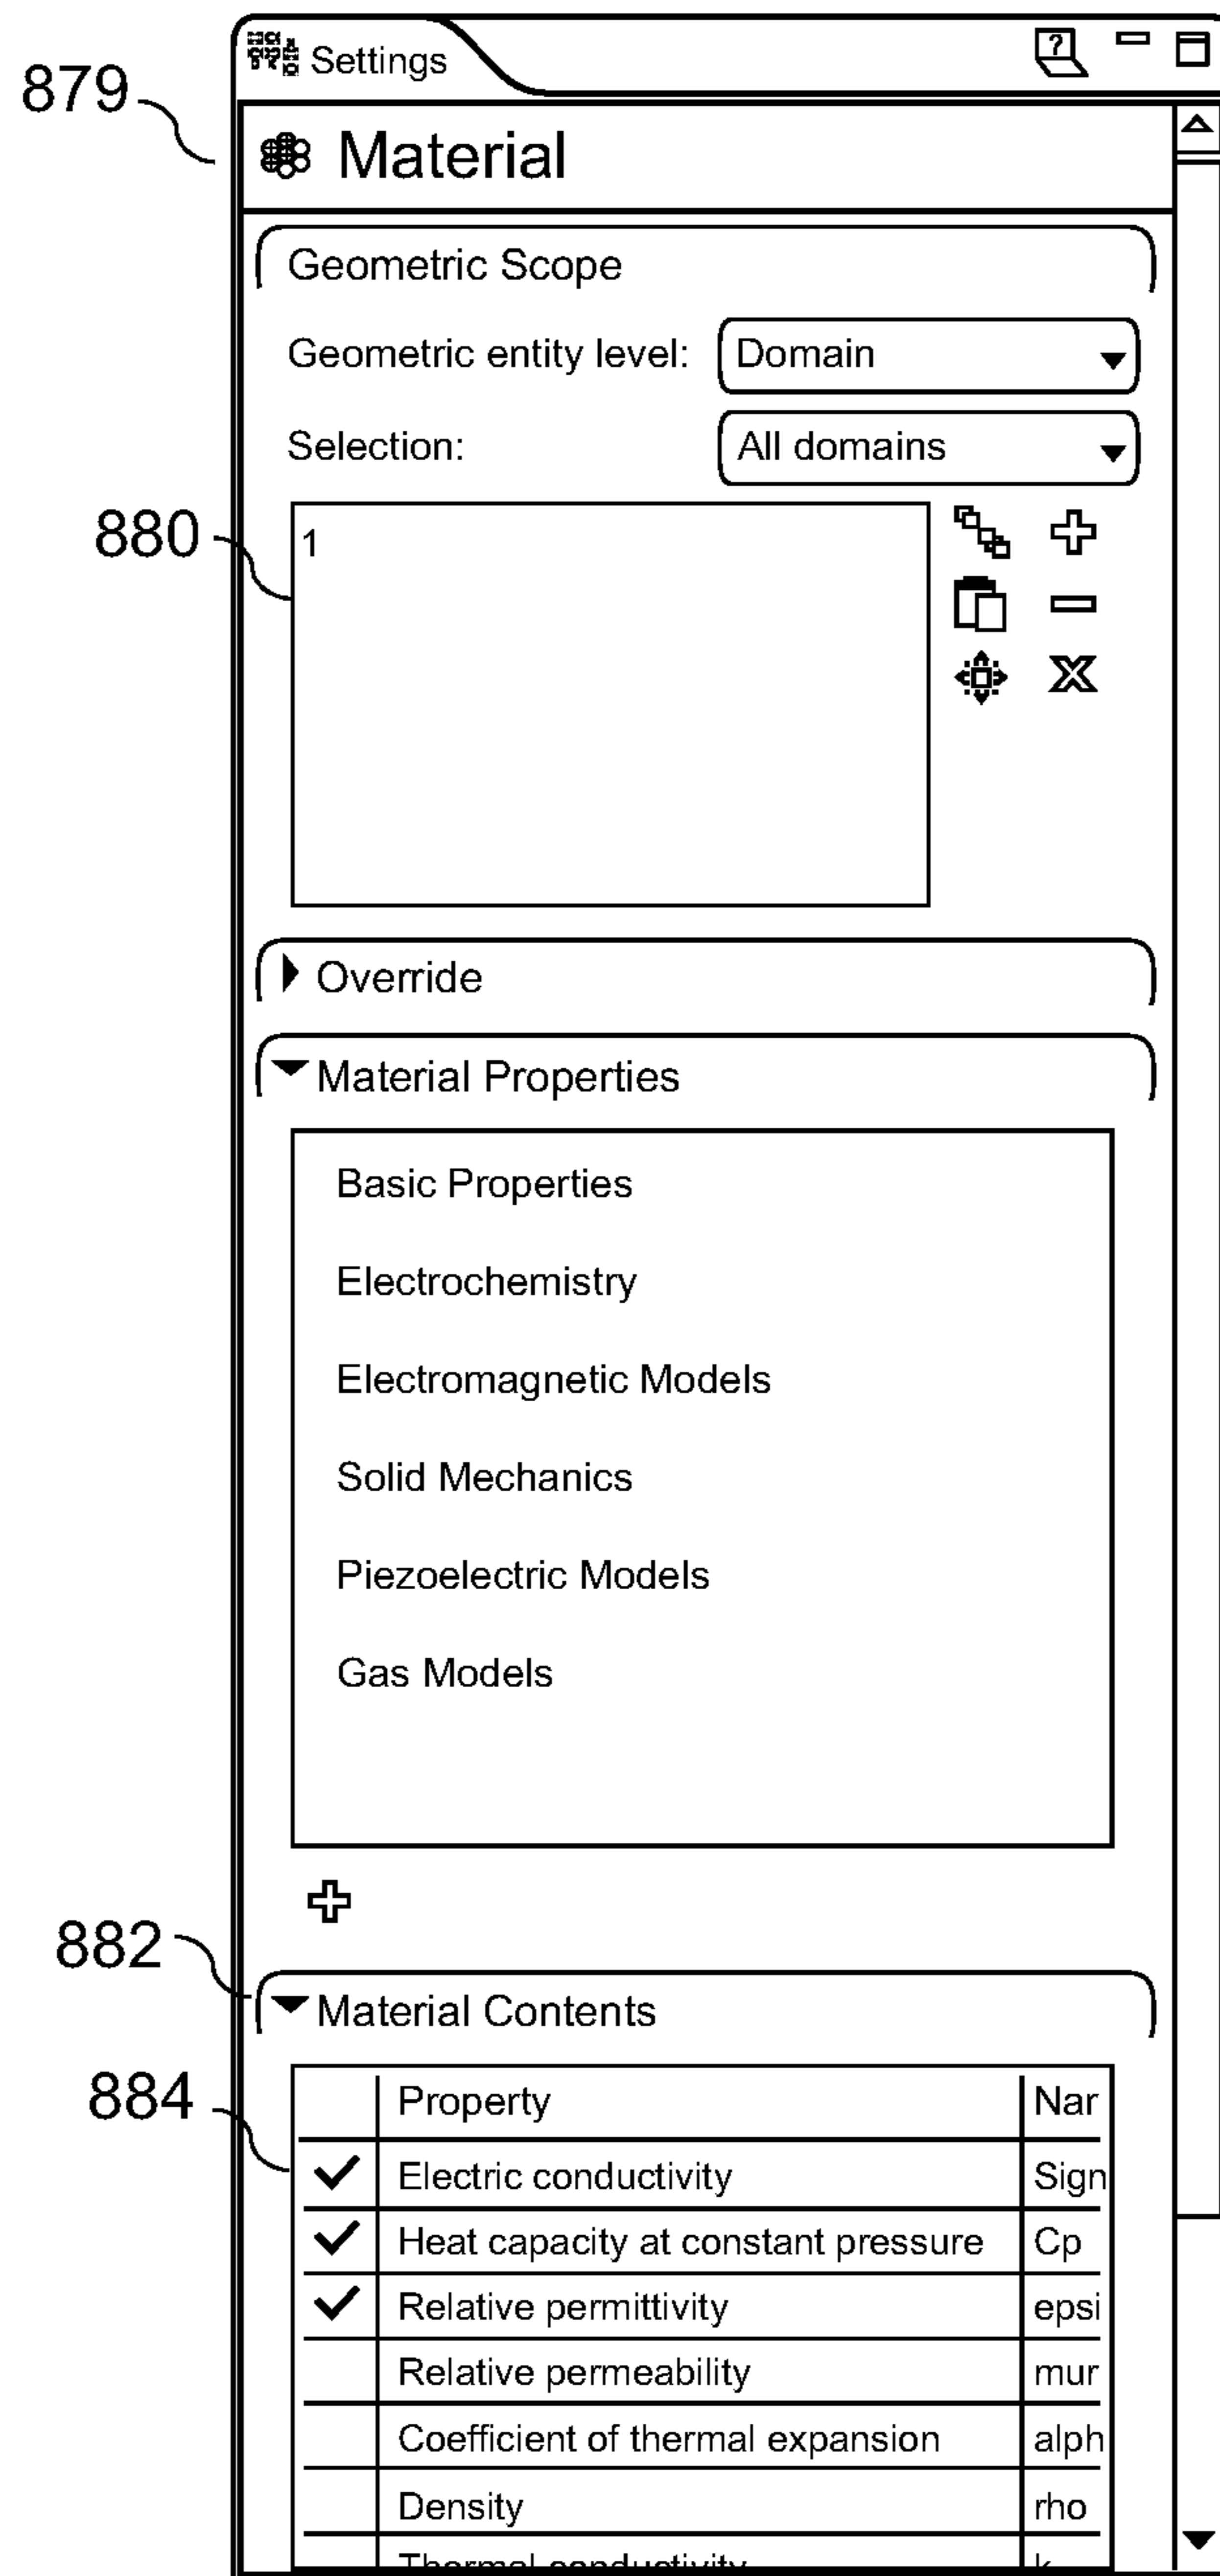 Settings
?
879
Material
Geometric Scope
Geometric entity level: Domain
Selection: All domains
880
1
Override
Material Properties
Basic Properties
Electrochemistry
Electromagnetic Models
Solid Mechanics
Piezoelectric Models
Gas Models
882
Material Contents
884
Property Nar
Electric conductivity Sign
Heat capacity at constant pressure Cp
Relative permittivity epsi
Relative permeability mur
Coefficient of thermal expansion alph
Density rho
Thermal conductivity k